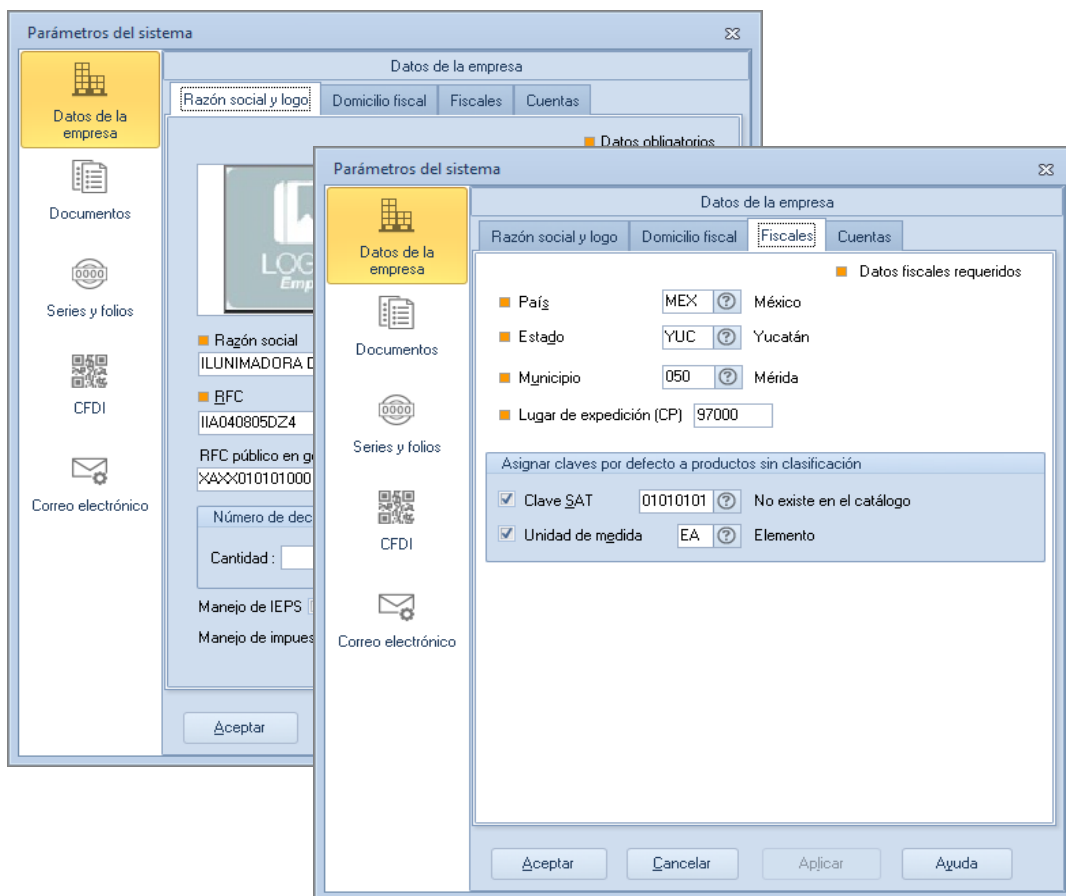 Parámetros del sistema
Datos de la empresa
Razón social y logo
Domicilio fiscal
Fiscales
Cuentas
Datos obligatorios
Datos de la
empresa
Documentos
Series y folios
0000
CFDI
Correo electrónico
Razón social
ILUNIMADORA D
RFC
IIA040805DZ4
RFC público en ge
XAXX010101000
Número de dec
Cantidad :
Manejo de IEPS
Manejo de impues
Aceptar
Parámetros del sistema
Datos de la empresa
Razón social y logo
Domicilio fiscal
Fiscales
Cuentas
Datos de la
empresa
Documentos
0000
Series y folios
CFDI
Correo electrónico
Datos fiscales requeridos
País MEX México
Estado YUC Yucatán
Municipio 050 Mérida
Lugar de expedición (CP) 97000
Asignar claves por defecto a productos sin clasificación
Clave SAT 01010101 No existe en el catálogo
Unidad de medida EA Elemento
Aceptar
Cancelar
Aplicar
Ayuda